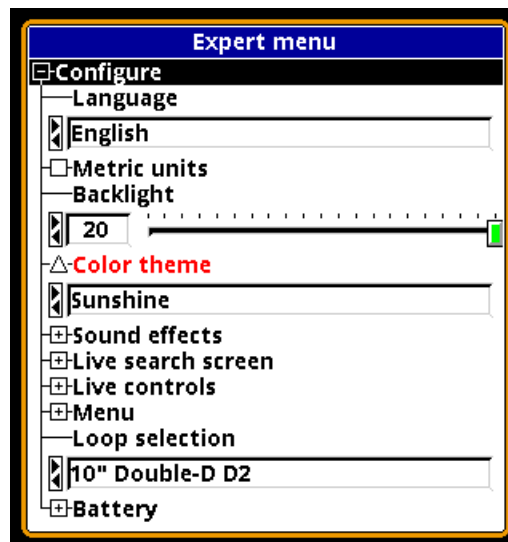 Expert menu
Configure
Language
English
Metric units
Backlight
20
Color theme
Sunshine
Sound effects
Live search screen
Live controls
Menu
Loop selection
10" Double-D D2
Battery